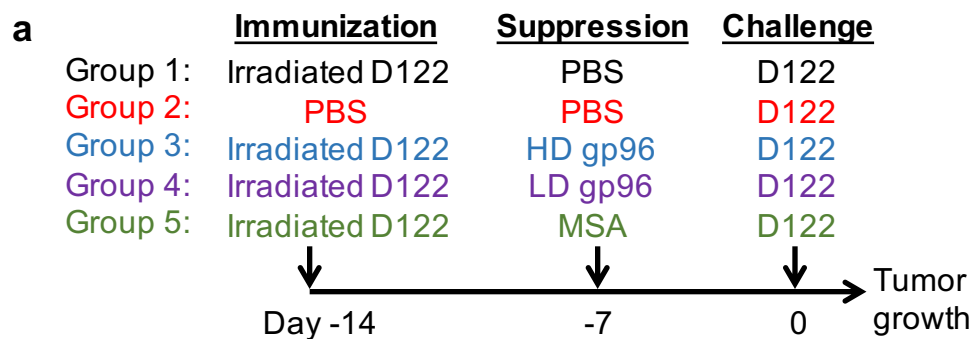 a
Immunization Suppression Challenge
Group 1: Irradiated D122 PBS D122
Group 2: PBS PBS D122
Group 3: Irradiated D122 HD gp96 D122
Group 4: Irradiated D122 LD gp96 D122
Group 5: Irradiated D122 MSA D122
Tumor
growth
Day -14 -7 0